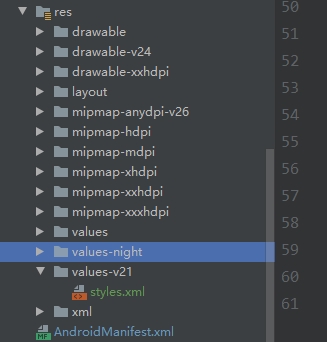 res
drawable
drawable-v24
drawable-xxhdpi
layout
mipmap-anydpi-v26
mipmap-hdpi
mipmap-mdpi
mipmap-xhdpi
mipmap-xxhdpi
mipmap-xxxhdpi
values
values-night
values-v21
styles.xml
xml
AndroidManifest.xml
50
51
52
53
54
55
56
57
58
59
60
61